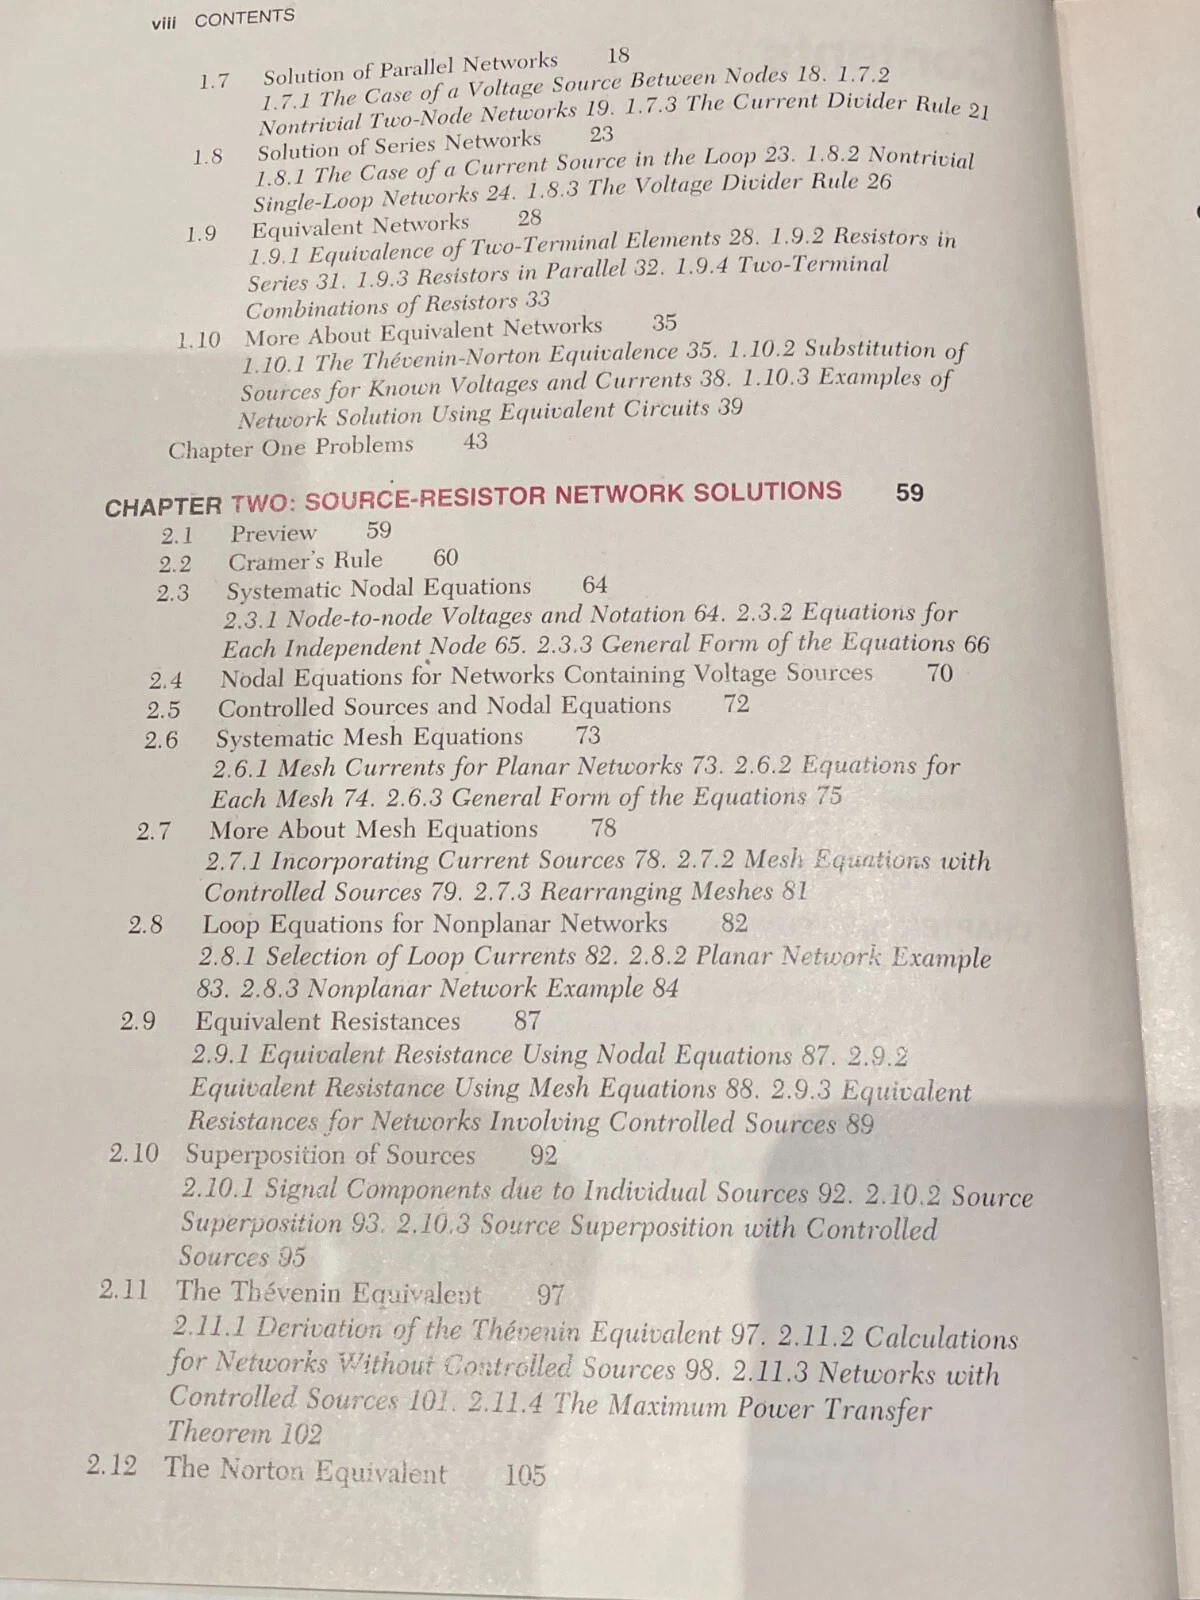 viii CONTENTS
1.7 Solution of Parallel Networks 18
1.7.1 The Case of a Voltage Source Between Nodes 18. 1.7.2
Nontrivial Two-Node Networks 19. 1.7.3 The Current Divider Rule 21
1.8 Solution of Series Networks 23
1.8.1 The Case of a Current Source in the Loop 23. 1.8.2 Nontrivial
Single-Loop Networks 24. 1.8.3 The Voltage Divider Rule 26
1.9 Equivalent Networks 28
1.9.1 Equivalence of Two-Terminal Elements 28. 1.9.2 Resistors in
Series 31. 1.9.3 Resistors in Parallel 32. 1.9.4 Two-Terminal
Combinations of Resistors 33
1.10 More About Equivalent Networks 35
1.10.1 The Thévenin-Norton Equivalence 35. 1.10.2 Substitution of
Sources for Known Voltages and Currents 38. 1.10.3 Examples of
Network Solution Using Equivalent Circuits 39
Chapter One Problems 43
CHAPTER TWO: SOURCE-RESISTOR NETWORK SOLUTIONS 59
2.1 Preview 59
2.2 Cramer's Rule 60
2.3 Systematic Nodal Equations 64
2.3.1 Node-to-node Voltages and Notation 64. 2.3.2 Equations for
Each Independent Node 65. 2.3.3 General Form of the Equations 66
2.4 Nodal Equations for Networks Containing Voltage Sources 70
2.5 Controlled Sources and Nodal Equations 72
2.6 Systematic Mesh Equations 73
2.6.1 Mesh Currents for Planar Networks 73. 2.6.2 Equations for
Each Mesh 74. 2.6.3 General Form of the Equations 75
2.7 More About Mesh Equations 78
2.7.1 Incorporating Current Sources 78. 2.7.2 Mesh Equations with
Controlled Sources 79. 2.7.3 Rearranging Meshes 81
2.8 Loop Equations for Nonplanar Networks 82
2.8.1 Selection of Loop Currents 82. 2.8.2 Planar Network Example
83. 2.8.3 Nonplanar Network Example 84
2.9 Equivalent Resistances 87
2.9.1 Equivalent Resistance Using Nodal Equations 87. 2.9.2
Equivalent Resistance Using Mesh Equations 88. 2.9.3 Equivalent
Resistances for Networks Involving Controlled Sources 89
2.10 Superposition of Sources 92
2.10.1 Signal Components due to Individual Sources 92. 2.10.2 Source
Superposition 93. 2.10.3 Source Superposition with Controlled
Sources 95
2.11 The Thévenin Equivalent 97
2.11.1 Derivation of the Thévenin Equivalent 97. 2.11.2 Calculations
for Networks Without Controlled Sources 98. 2.11.3 Networks with
Controlled Sources 101. 2.11.4 The Maximum Power Transfer
Theorem 102
2.12 The Norton Equivalent 105